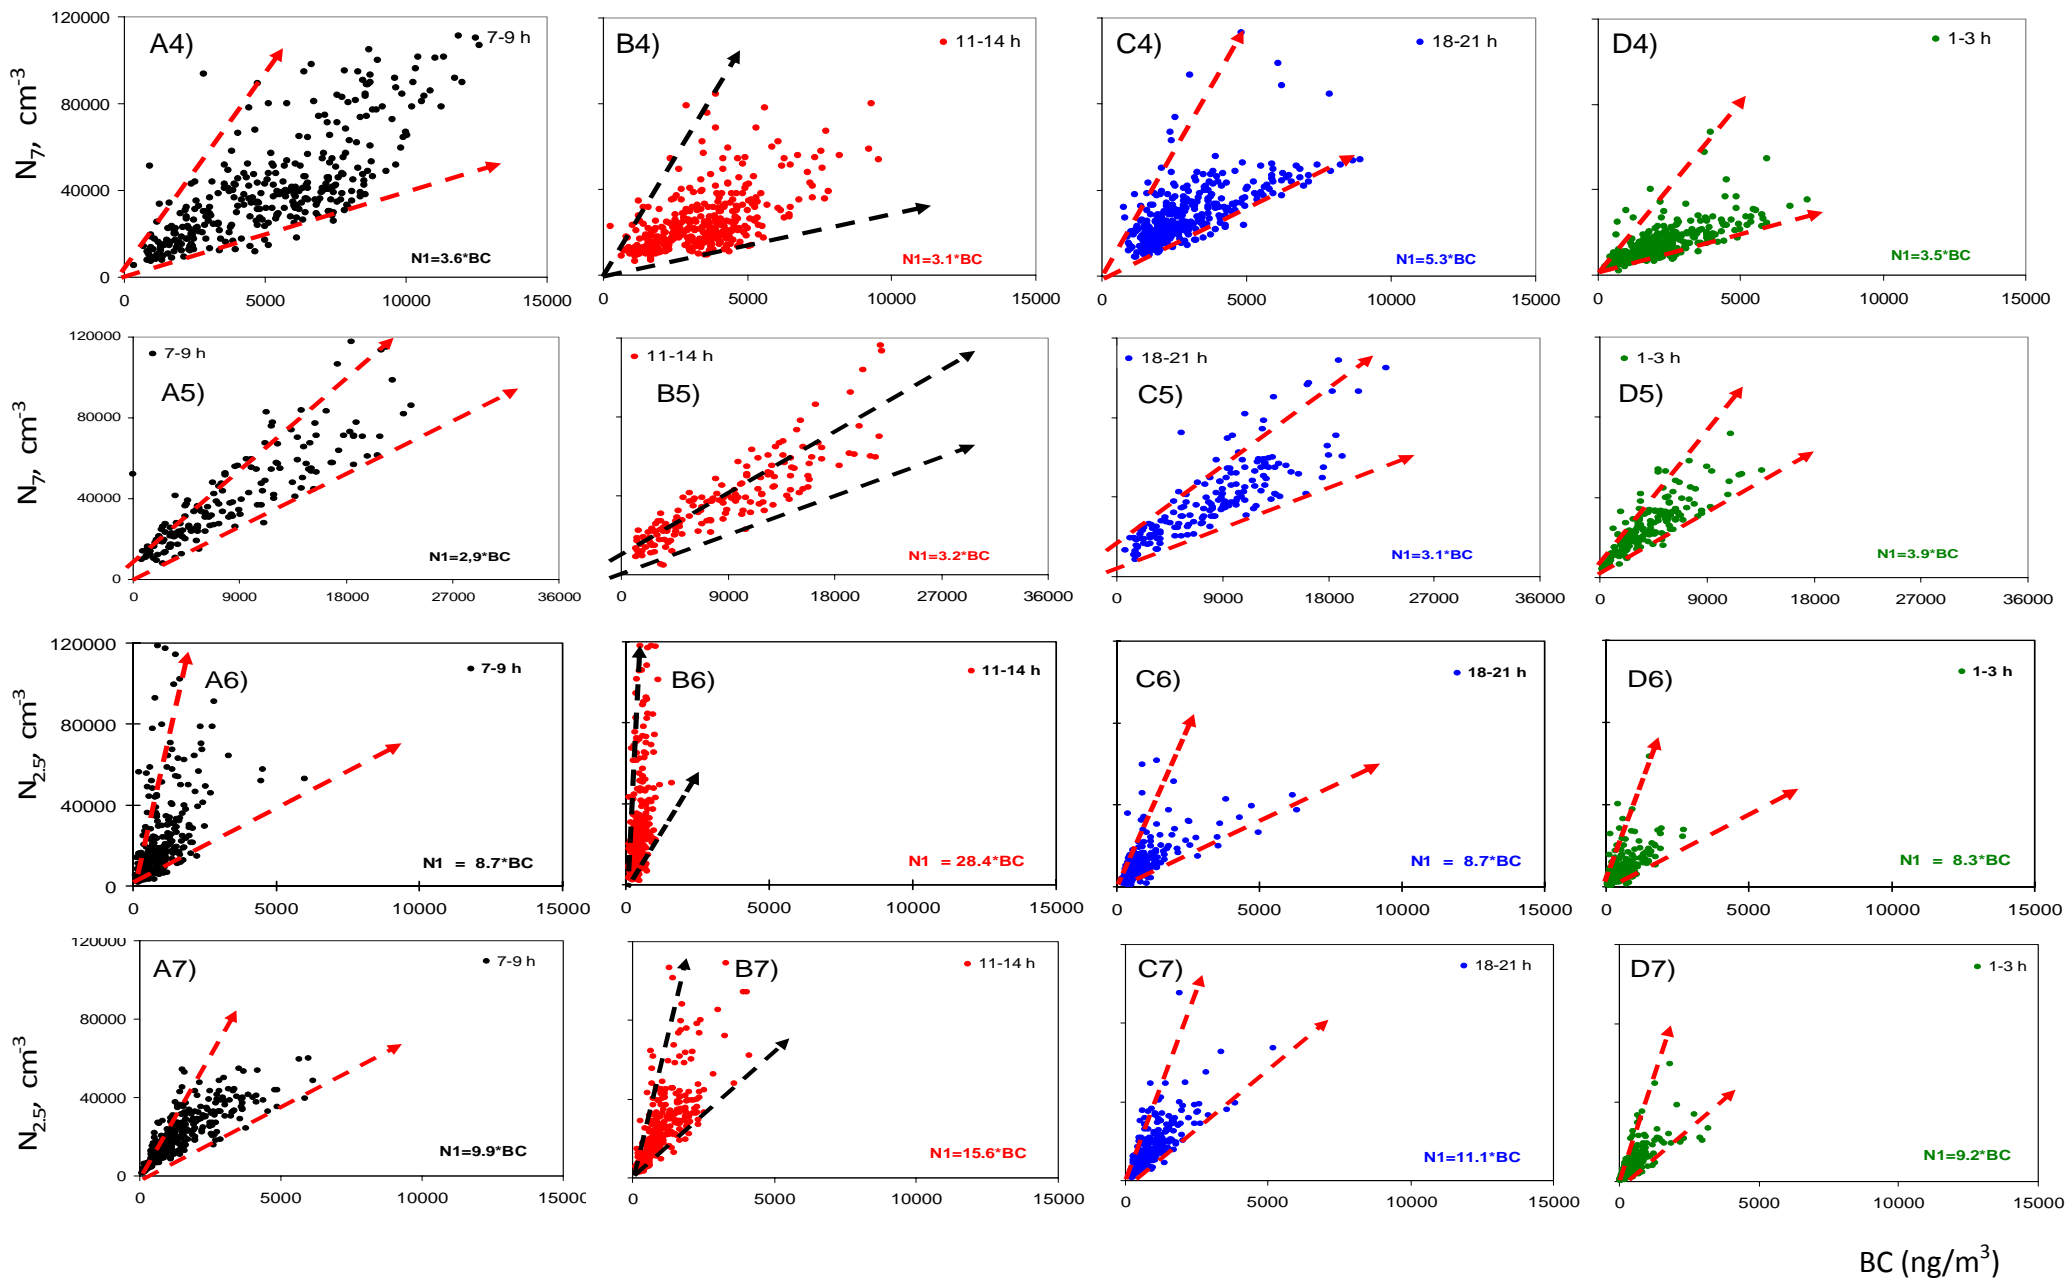 A4) 7-9 h B4) 11-14 h C4) 18-21 h D4) 1-3 h
N7, cm-3
120000
80000
40000
0
N1=3.6*BC N1=3.1*BC N1=5.3*BC N1=3.5*BC
0 5000 10000 15000 0 5000 10000 15000 0 5000 10000 15000 0 5000 10000 15000
7-9 h 11-14 h 18-21 h 1-3 h
A5) B5) C5) D5)
N7, cm-3
120000
80000
40000
0
N1=2,9*BC N1=3.2*BC N1=3.1*BC N1=3.9*BC
0 9000 18000 27000 36000 0 9000 18000 27000 36000 0 9000 18000 27000 36000 0 9000 18000 27000 36000
A6) 7-9 h B6) 11-14 h C6) 18-21 h D6) 1-3 h
N2.5, cm-3
120000
80000
40000
0
N1 = 8.7*BC N1 = 28.4*BC N1 = 8.7*BC N1 = 8.3*BC
0 5000 10000 15000 0 5000 10000 15000 0 5000 10000 15000 0 5000 10000 15000
A7) 7-9 h B7) 11-14 h C7) 18-21 h D7) 1-3 h
N2.5, cm-3
120000
80000
40000
0
N1=9.9*BC N1=15.6*BC N1=11.1*BC N1=9.2*BC
0 5000 10000 15000 0 5000 10000 15000 0 5000 10000 15000 0 5000 10000 15000
BC (ng/m3)